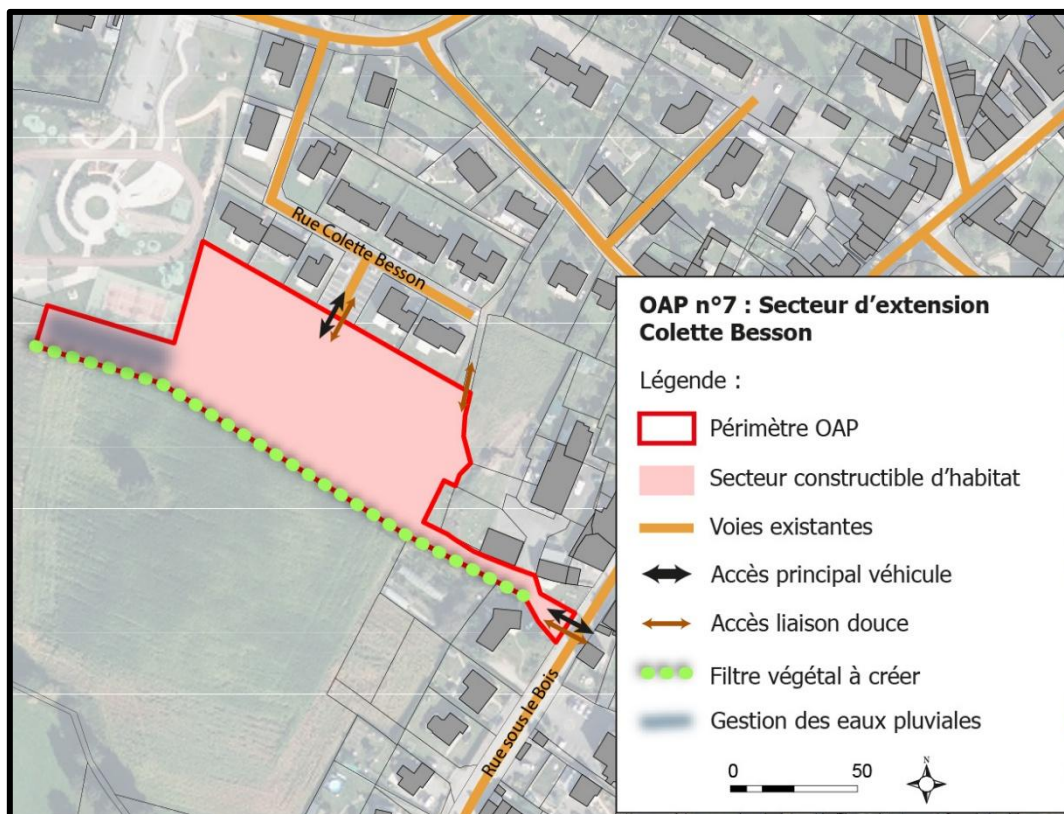 Rue Colette Besson
Rue sous le Bois
OAP n°7 : Secteur d'extension
Colette Besson
Légende :
Périmètre OAP
Secteur constructible d'habitat
Voies existantes
Accès principal véhicule
Accès liaison douce
Filtre végétal à créer
Gestion des eaux pluviales
0 50
N